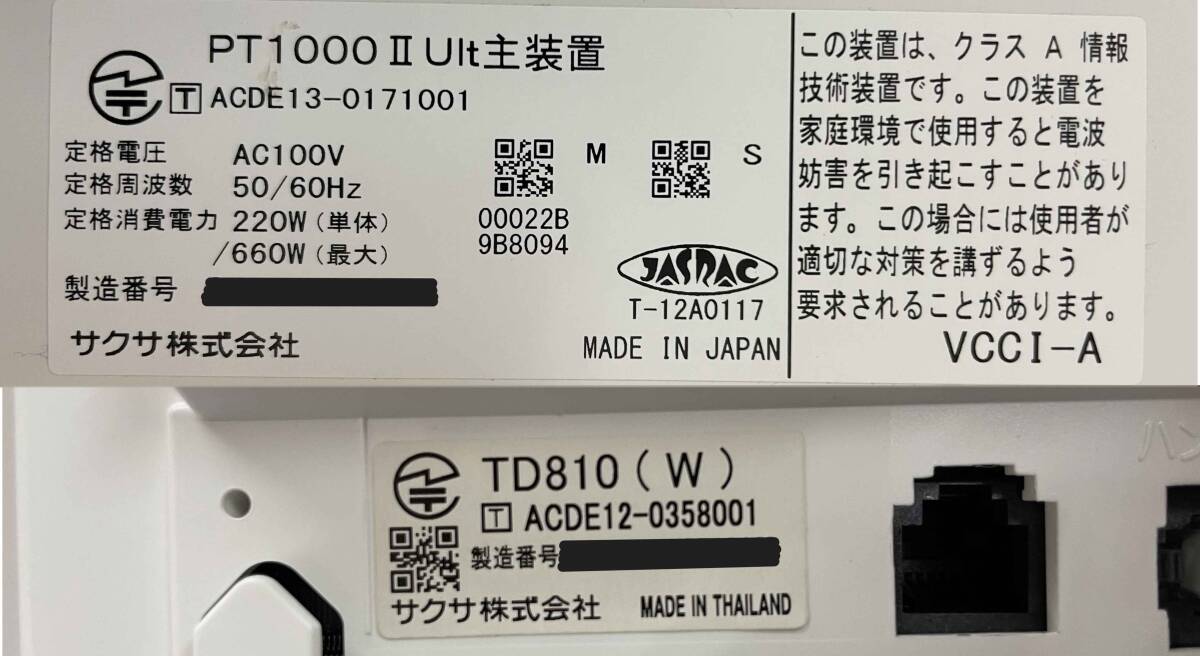 PT1000ⅡUlt主装置
T ACDE13-0171001
定格電圧 AC100V
定格周波数 50/60Hz
定格消費電力 220W(単体)
/660W(最大)
M
S
00022B
9B8094
製造番号
JASRAC
T-12A0117
サクサ株式会社
MADE IN JAPAN
この装置は、クラス A 情報
技術装置です。この装置を
家庭環境で使用すると電波
妨害を引き起こすことがあり
ます。この場合には使用者が
適切な対策を講ずるよう
要求されることがあります。
VCCI-A
TD810(W)
T ACDE12-0358001
製造番号
サクサ株式会社
MADE IN THAILAND
ハン